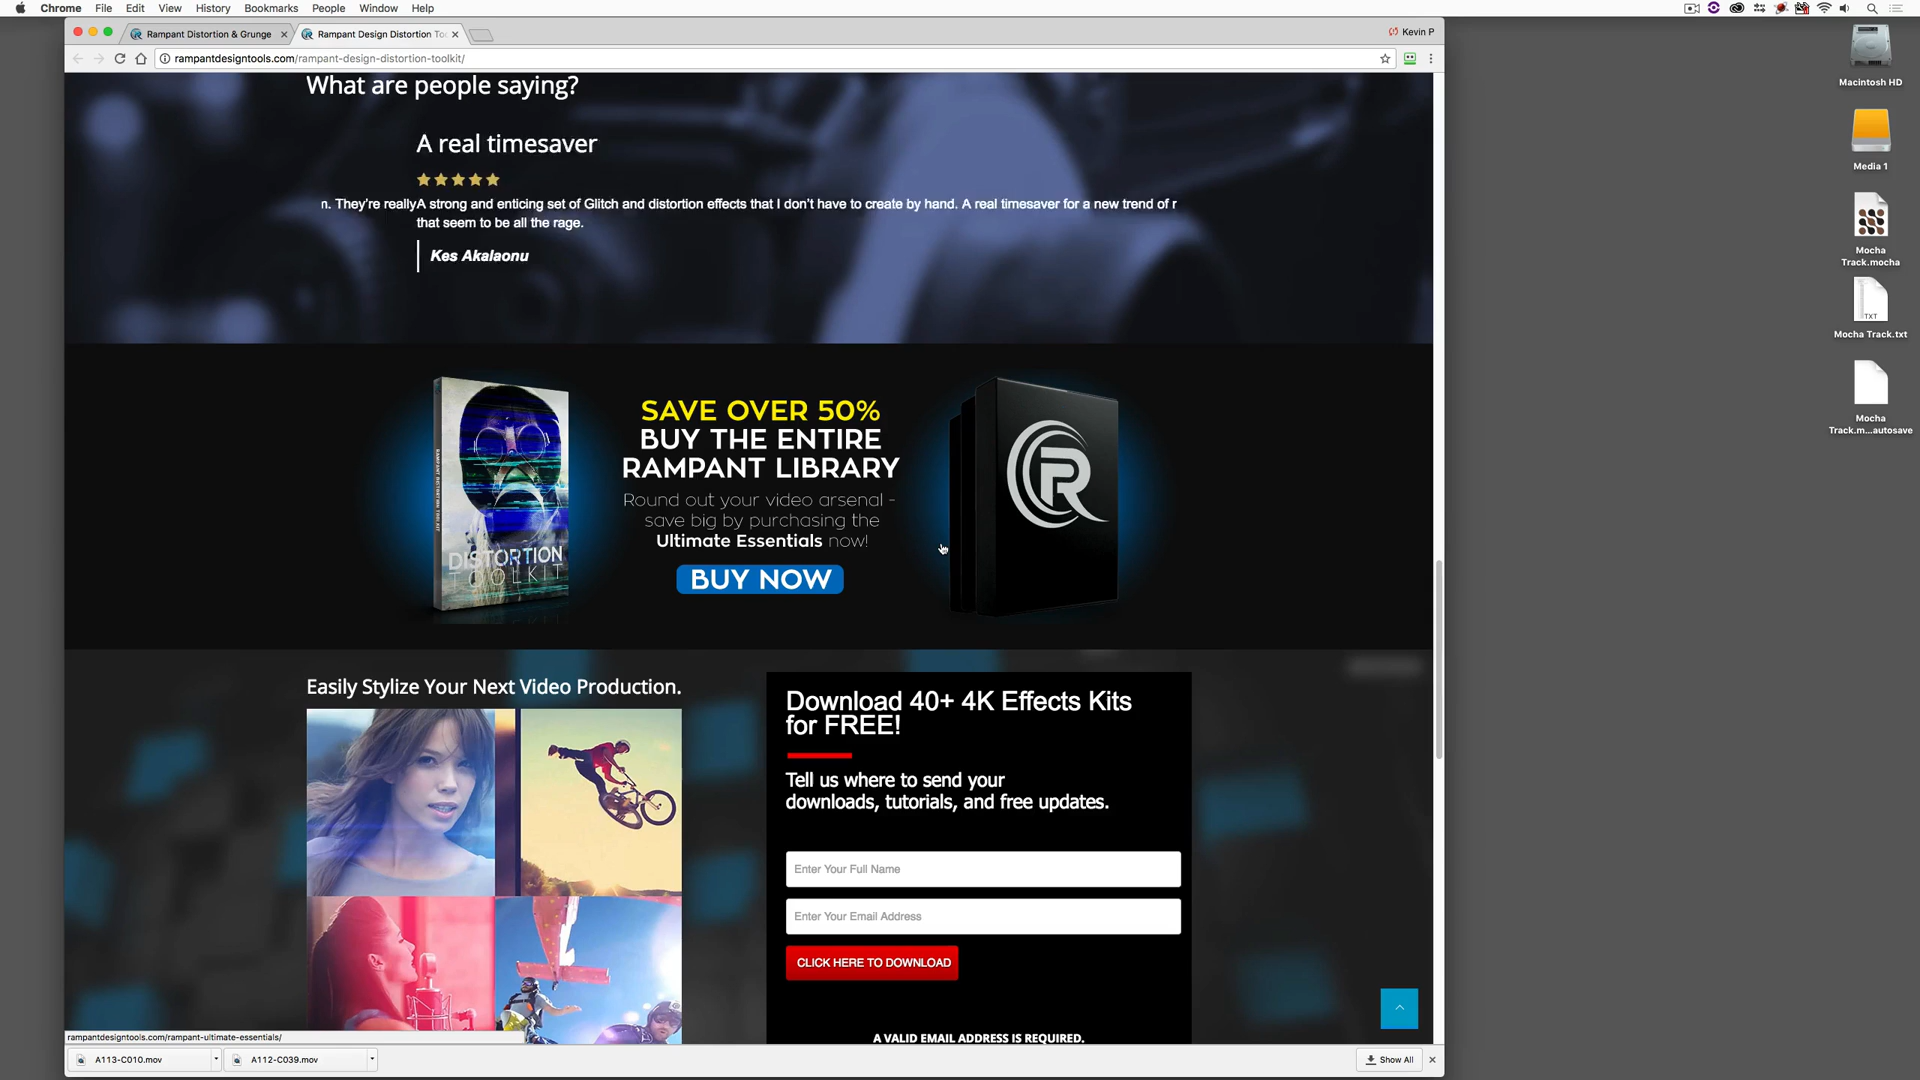 Chrome File Edit View History Bookmarks People Window Help
Rampant Distortion & Grunge
Rampant Design Distortion To
Kevin P
rampantdesigntools.com/rampant-design-distortion-toolkit/
What are people saying?
A real timesaver
n. They're reallyA strong and enticing set of Glitch and distortion effects that I don't have to create by hand. A real timesaver for a new trend of r
that seem to be all the rage.
Kes Akalaonu
DISTORTION
TOOLKIT
RAMPANT DISTORTION TOOLKIT
SAVE OVER 50%
BUY THE ENTIRE
RAMPANT LIBRARY
Round out your video arsenal -
save big by purchasing the
Ultimate Essentials now!
BUY NOW
R
Easily Stylize Your Next Video Production.
Download 40+ 4K Effects Kits
for FREE!
Tell us where to send your
downloads, tutorials, and free updates.
Enter Your Full Name
Enter Your Email Address
CLICK HERE TO DOWNLOAD
A VALID EMAIL ADDRESS IS REQUIRED.
rampantdesigntools.com/rampant-ultimate-essentials/
A113-C010.mov
A112-C039.mov
Show All
Macintosh HD
Media 1
Mocha
Track.mocha
TXT
Mocha Track.txt
Mocha
Track.m...autosave